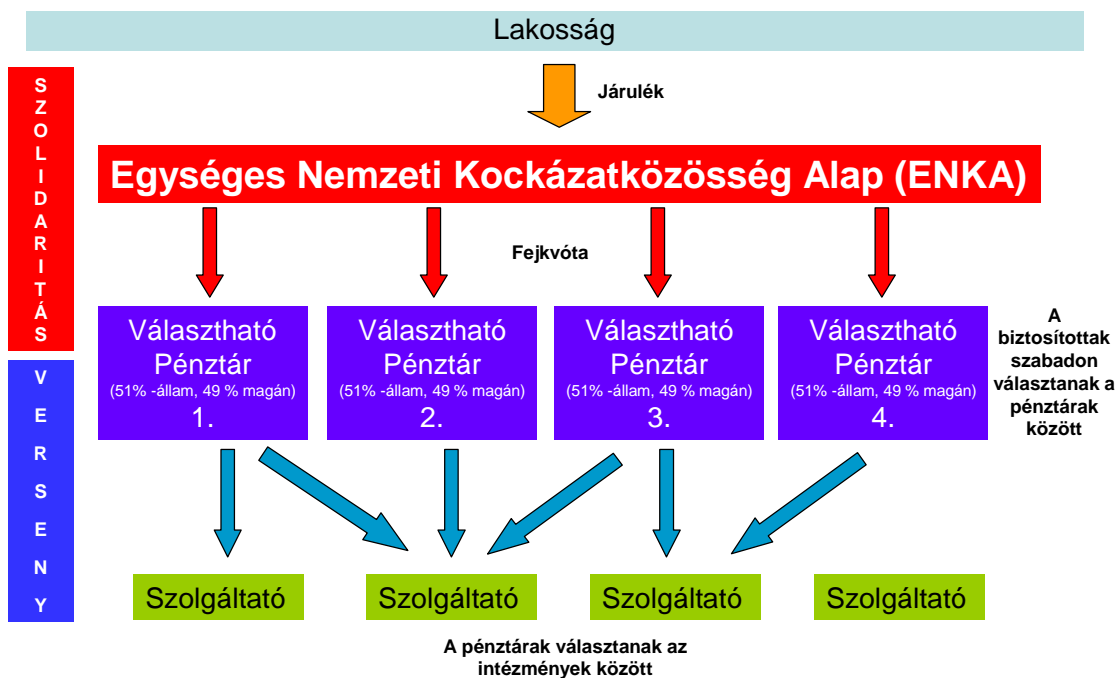 Lakosság
Járulék
SZOLIDARITÁS
Egységes Nemzeti Kockázatközösség Alap (ENKA)
Fejkvóta
Választható
Pénztár
(51% -állam, 49 % magán)
1.
Választható
Pénztár
(51% -állam, 49 % magán)
2.
Választható
Pénztár
(51% -állam, 49 % magán)
3.
Választható
Pénztár
(51% -állam, 49 % magán)
4.
A
biztosítottak
szabadon
választanak a
pénztárak
között
VERSENY
Szolgáltató
Szolgáltató
Szolgáltató
Szolgáltató
A pénztárak választanak az
intézmények között